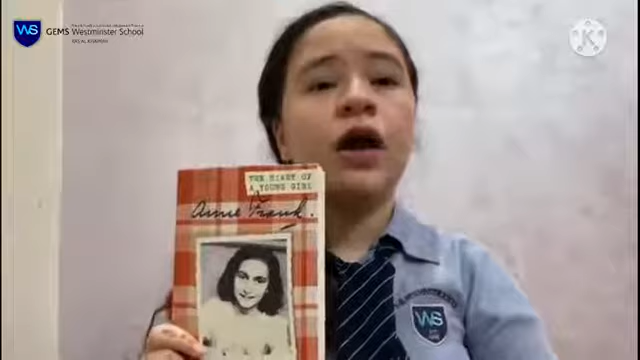 WS
GEMS Westminster School
K
THE DIARY OF
A YOUNG GIRL
Anne Frank.
WS